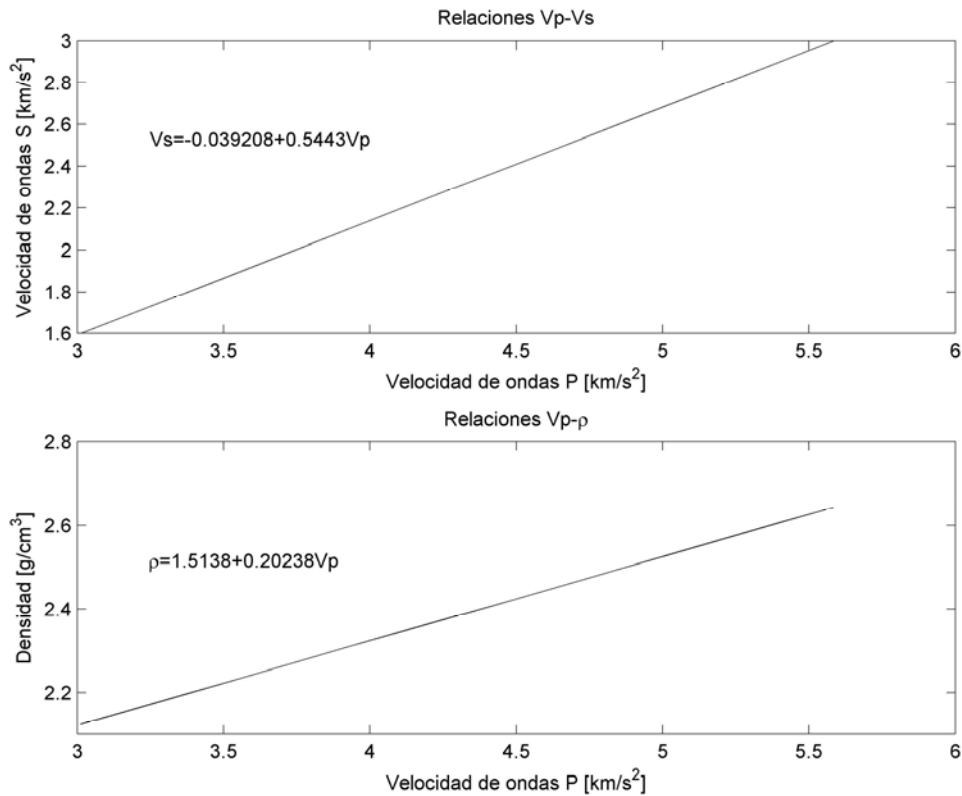 Relaciones Vp-Vs
3
2.8
2.6
2.4
2.2
2
1.8
1.6
Velocidad de ondas S [km/s²]
Vs=-0.039208+0.5443Vp
3 3.5 4 4.5 5 5.5 6
Velocidad de ondas P [km/s²]
Relaciones Vp-ρ
2.8
2.6
2.4
2.2
Densidad [g/cm³]
ρ=1.5138+0.20238Vp
3 3.5 4 4.5 5 5.5 6
Velocidad de ondas P [km/s²]